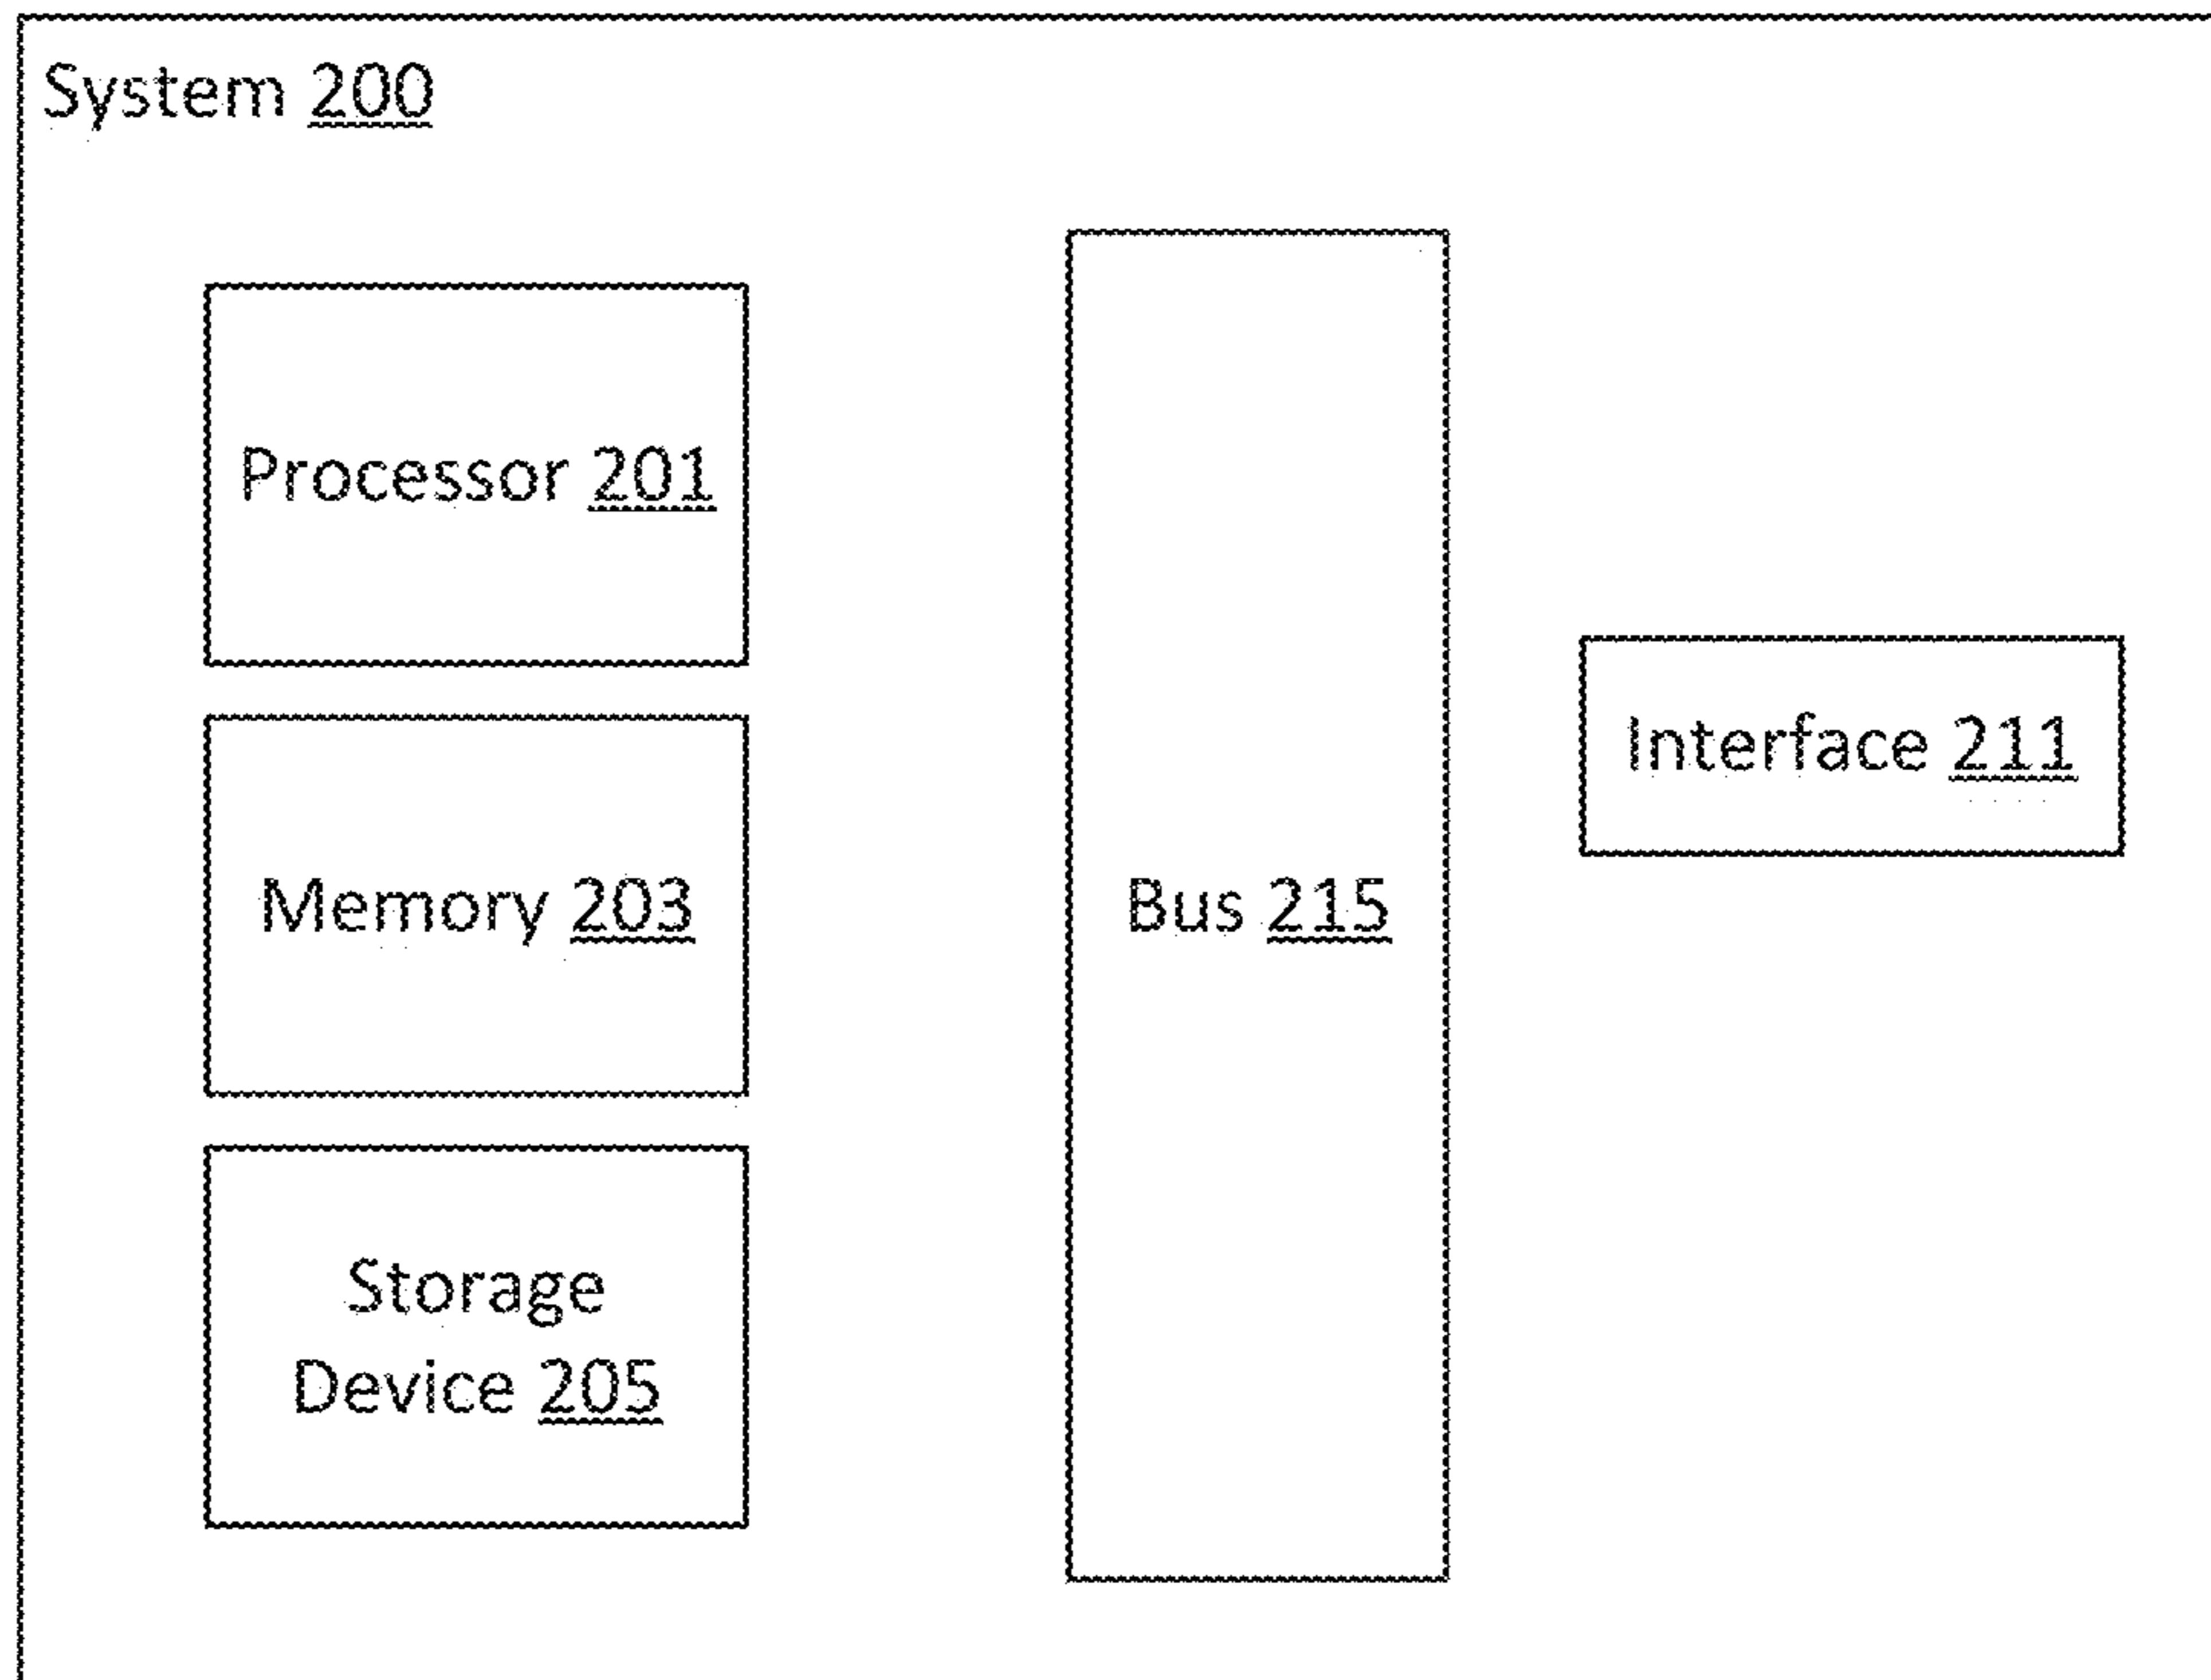 System 200
Processor 201
Memory 203
Storage
Device 205
Bus 215
Interface 211